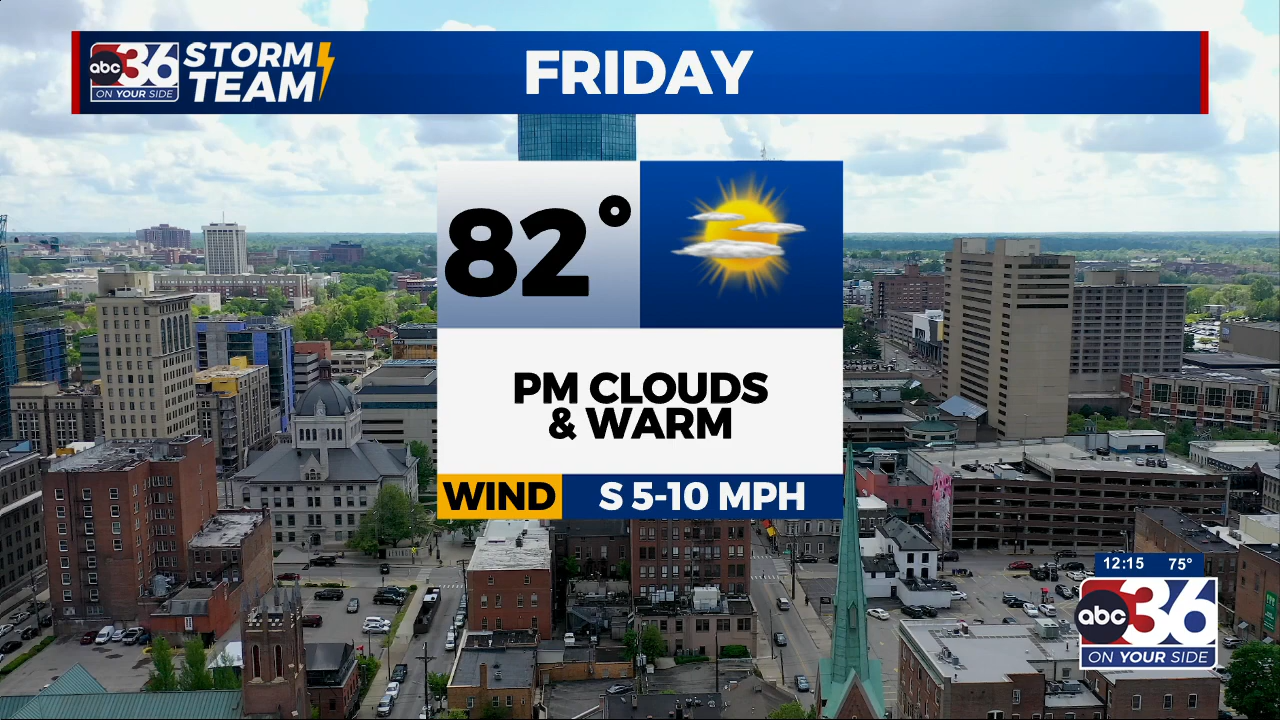 abc 36
ON YOUR SIDE
STORM
TEAM
FRIDAY
82°
PM CLOUDS
& WARM
WIND S 5-10 MPH
12:15 75°
abc 36
ON YOUR SIDE